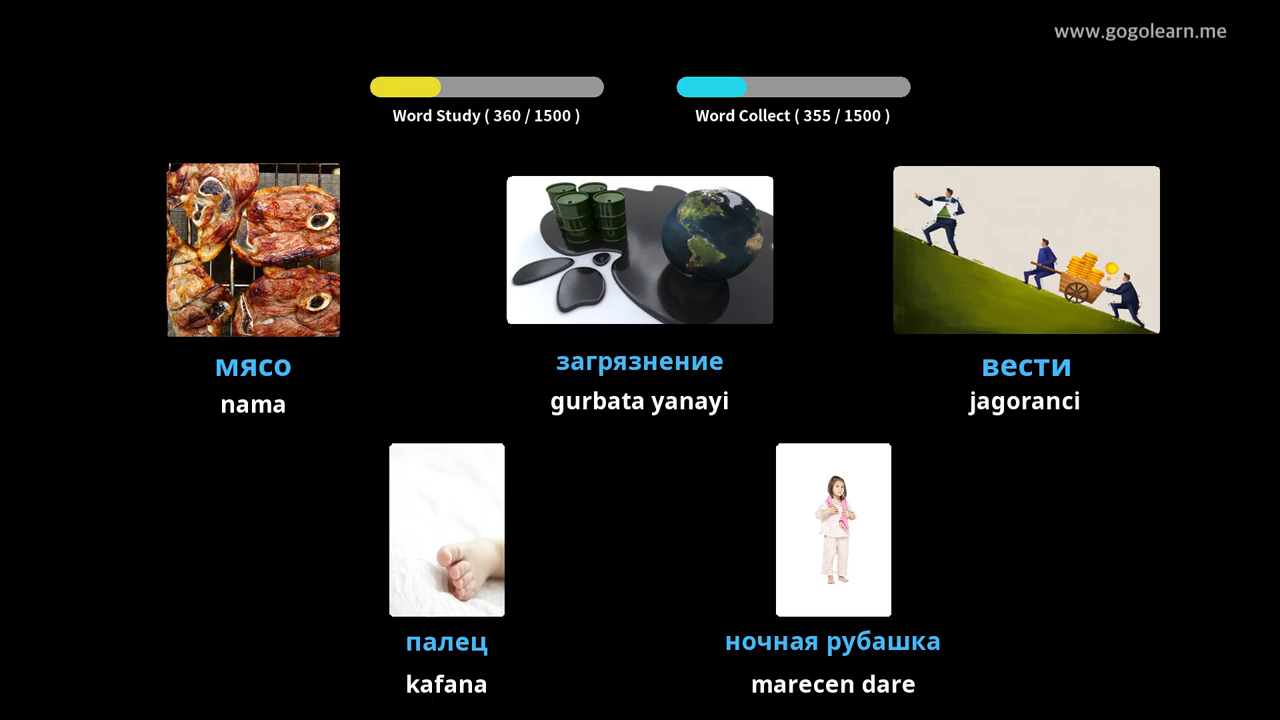 www.gogolearn.me
Word Study ( 360 / 1500 )
Word Collect ( 355 / 1500 )
мясо
nama
загрязнение
gurbata yanayi
вести
jagoranci
палец
kafana
ночная рубашка
marecen dare